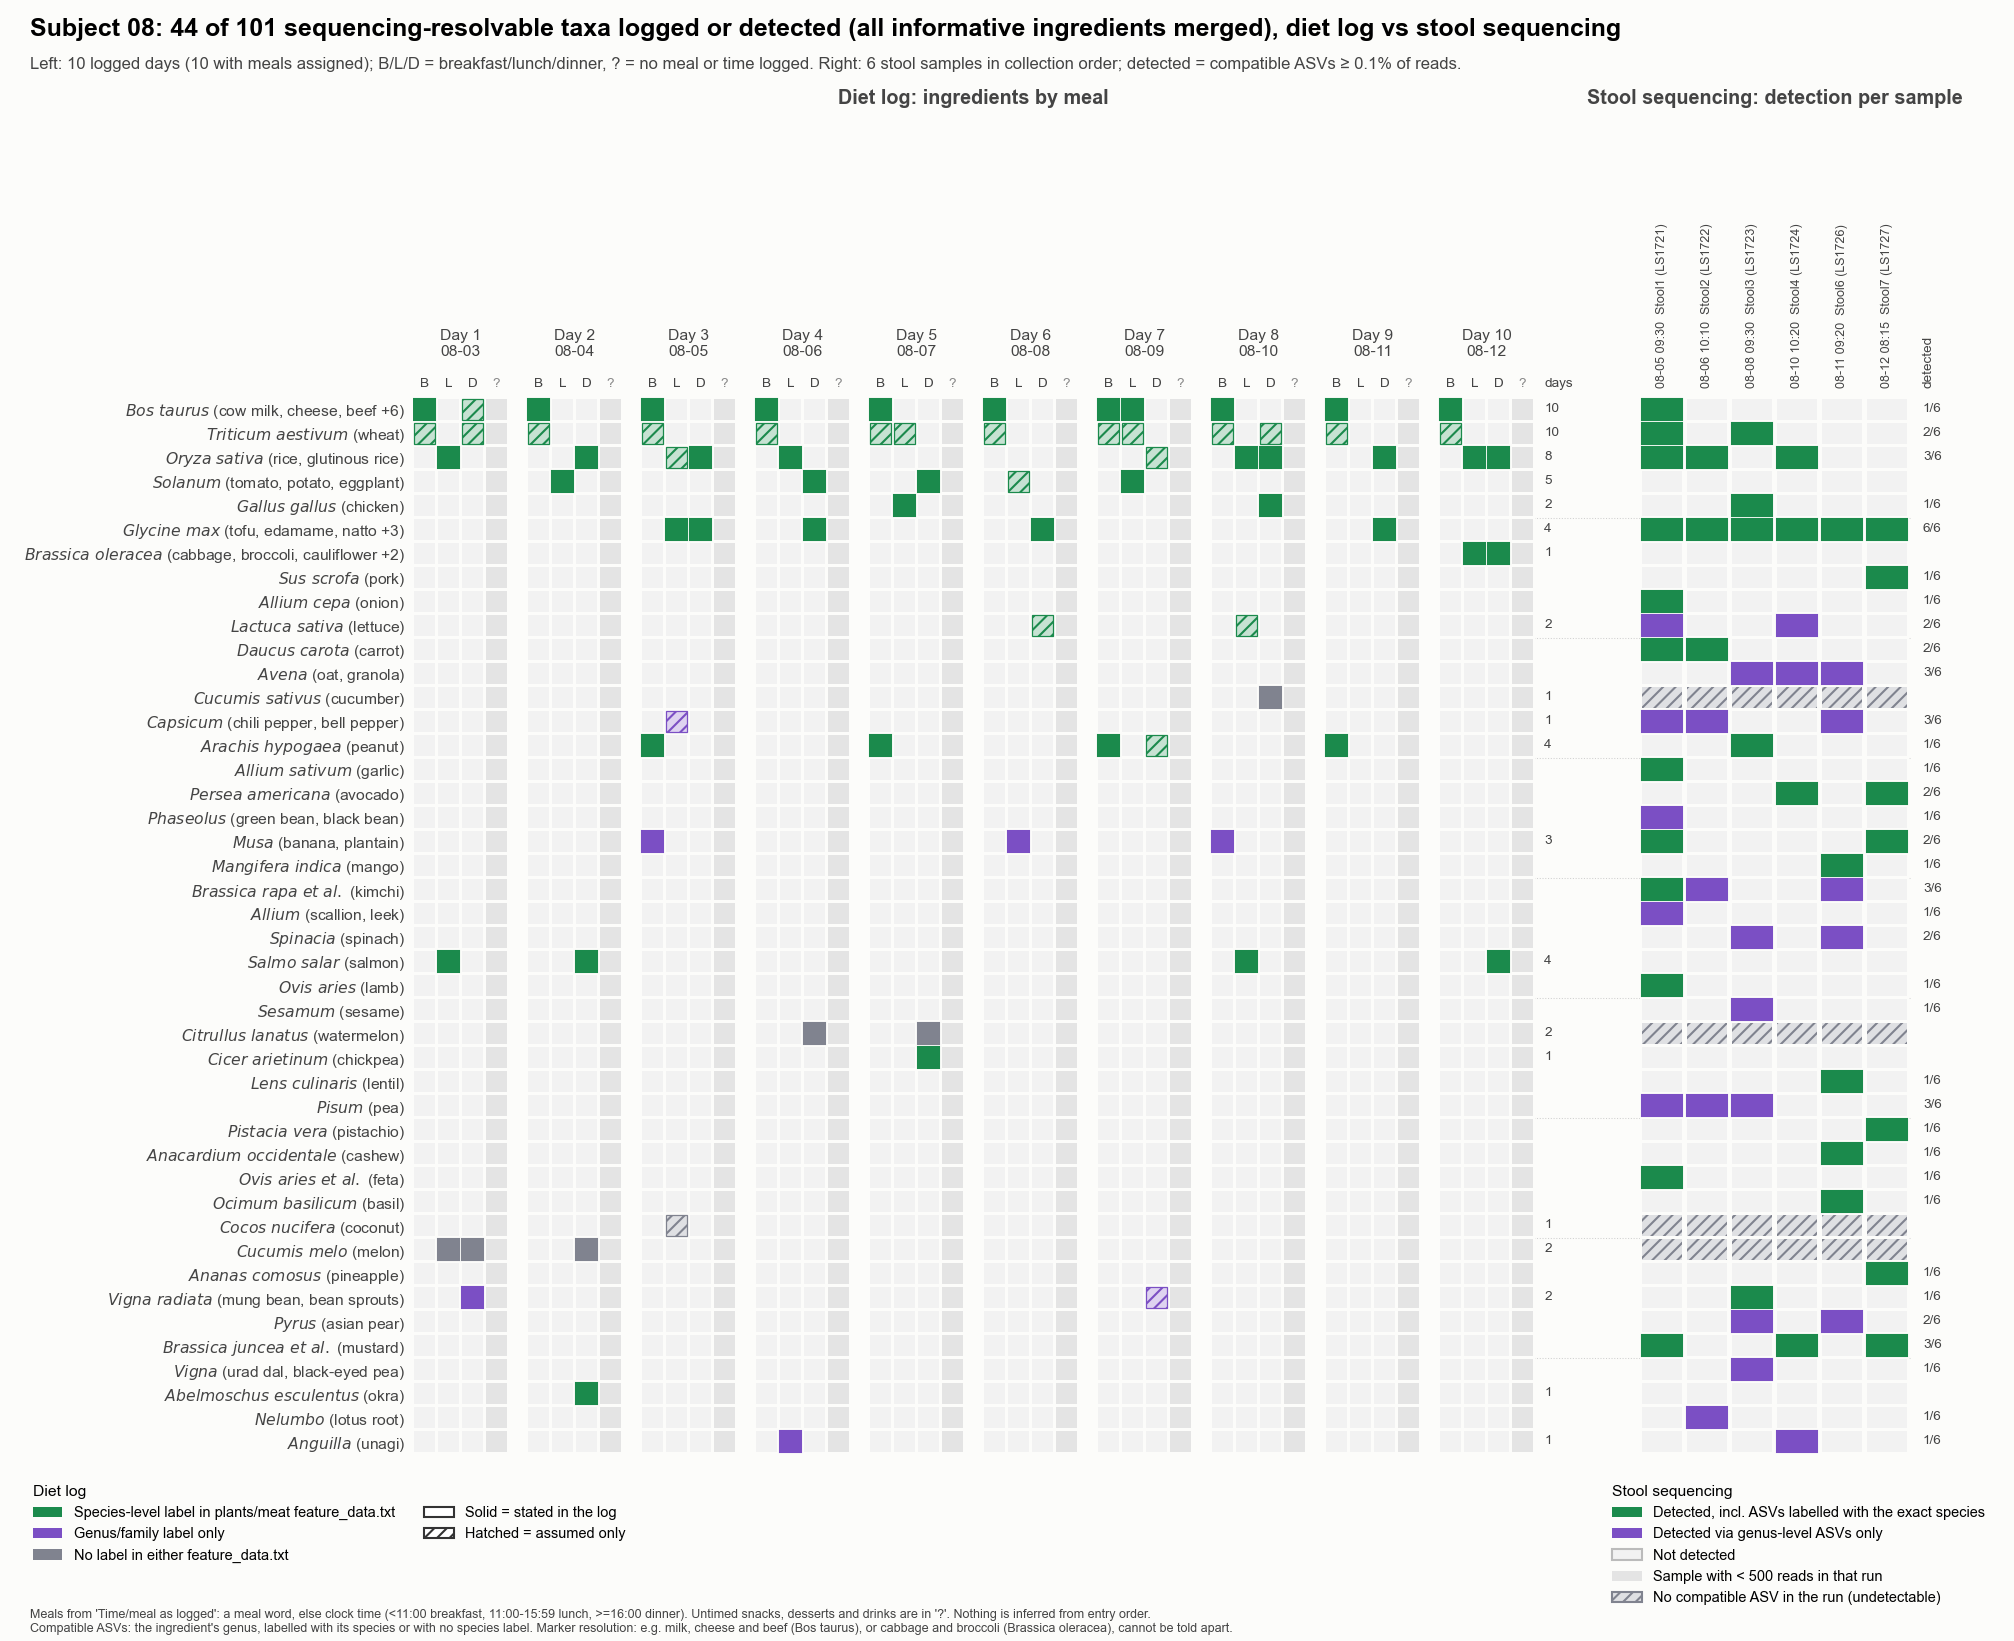 Subject 08: 44 of 101 sequencing-resolvable taxa logged or detected (all informative ingredients merged), diet log vs stool sequencing
Left: 10 logged days (10 with meals assigned); B/L/D = breakfast/lunch/dinner, ? = no meal or time logged. Right: 6 stool samples in collection order; detected = compatible ASVs ≥ 0.1% of reads.
Diet log: ingredients by meal
Stool sequencing: detection per sample
08-05 09:30 Stool1 (LS1721)
08-06 10:10 Stool2 (LS1722)
08-08 09:30 Stool3 (LS1723)
08-10 10:20 Stool4 (LS1724)
08-11 09:20 Stool6 (LS1726)
08-12 08:15 Stool7 (LS1727)
detected
Day 1 Day 2 Day 3 Day 4 Day 5 Day 6 Day 7 Day 8 Day 9 Day 10
08-03 08-04 08-05 08-06 08-07 08-08 08-09 08-10 08-11 08-12
B L D ? B L D ? B L D ? B L D ? B L D ? B L D ? B L D ? B L D ? B L D ? B L D ? days
Bos taurus (cow milk, cheese, beef +6) 10 1/6
Triticum aestivum (wheat) 10 2/6
Oryza sativa (rice, glutinous rice) 8 3/6
Solanum (tomato, potato, eggplant) 5
Gallus gallus (chicken) 2 1/6
Glycine max (tofu, edamame, natto +3) 4 6/6
Brassica oleracea (cabbage, broccoli, cauliflower +2) 1
Sus scrofa (pork) 1/6
Allium cepa (onion) 1/6
Lactuca sativa (lettuce) 2 2/6
Daucus carota (carrot) 2/6
Avena (oat, granola) 3/6
Cucumis sativus (cucumber) 1
Capsicum (chili pepper, bell pepper) 1 3/6
Arachis hypogaea (peanut) 4 1/6
Allium sativum (garlic) 1/6
Persea americana (avocado) 2/6
Phaseolus (green bean, black bean) 1/6
Musa (banana, plantain) 3 2/6
Mangifera indica (mango) 1/6
Brassica rapa et al. (kimchi) 3/6
Allium (scallion, leek) 1/6
Spinacia (spinach) 2/6
Salmo salar (salmon) 4
Ovis aries (lamb) 1/6
Sesamum (sesame) 1/6
Citrullus lanatus (watermelon) 2
Cicer arietinum (chickpea) 1
Lens culinaris (lentil) 1/6
Pisum (pea) 3/6
Pistacia vera (pistachio) 1/6
Anacardium occidentale (cashew) 1/6
Ovis aries et al. (feta) 1/6
Ocimum basilicum (basil) 1/6
Cocos nucifera (coconut) 1
Cucumis melo (melon) 2
Ananas comosus (pineapple) 1/6
Vigna radiata (mung bean, bean sprouts) 2 1/6
Pyrus (asian pear) 2/6
Brassica juncea et al. (mustard) 3/6
Vigna (urad dal, black-eyed pea) 1/6
Abelmoschus esculentus (okra) 1
Nelumbo (lotus root) 1/6
Anguilla (unagi) 1 1/6
Diet log
Species-level label in plants/meat feature_data.txt
Genus/family label only
No label in either feature_data.txt
Solid = stated in the log
Hatched = assumed only
Stool sequencing
Detected, incl. ASVs labelled with the exact species
Detected via genus-level ASVs only
Not detected
Sample with < 500 reads in that run
No compatible ASV in the run (undetectable)
Meals from 'Time/meal as logged': a meal word, else clock time (<11:00 breakfast, 11:00-15:59 lunch, >=16:00 dinner). Untimed snacks, desserts and drinks are in '?'. Nothing is inferred from entry order.
Compatible ASVs: the ingredient's genus, labelled with its species or with no species label. Marker resolution: e.g. milk, cheese and beef (Bos taurus), or cabbage and broccoli (Brassica oleracea), cannot be told apart.